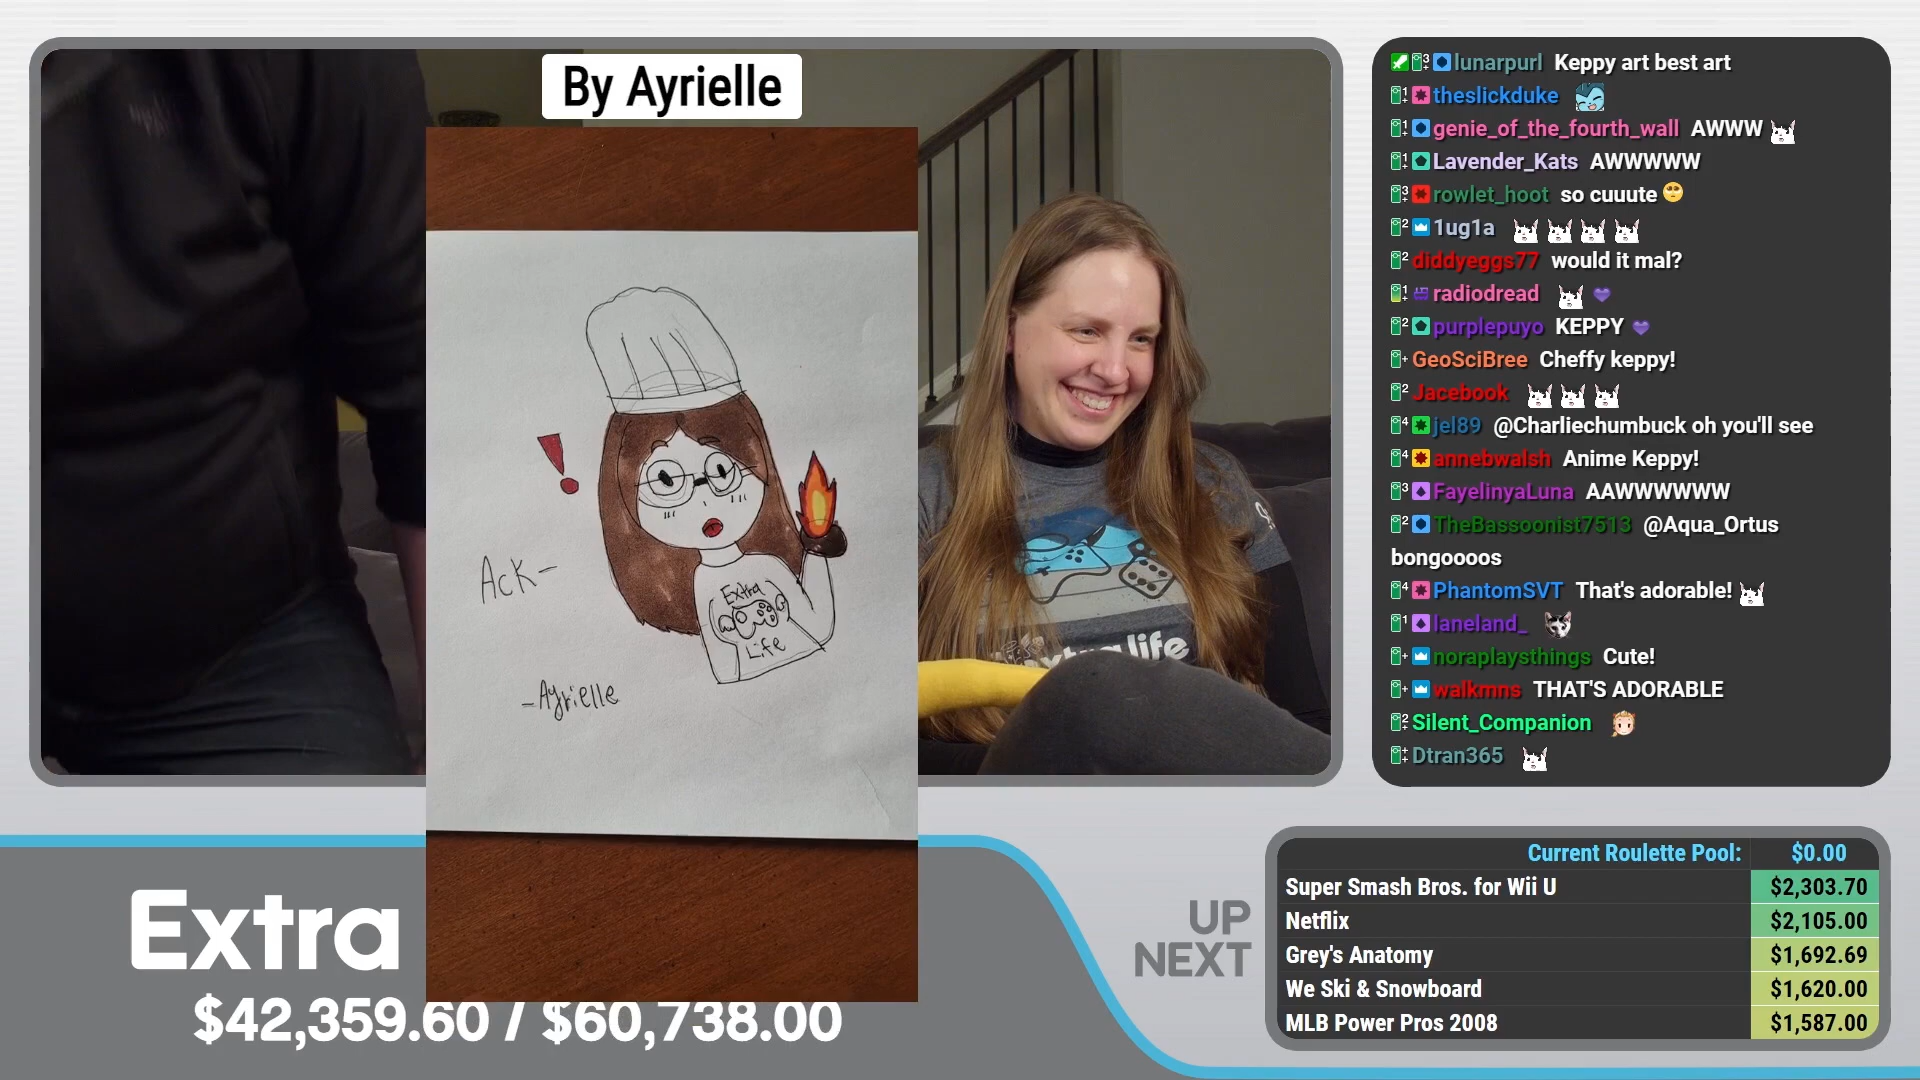 By Ayrielle
Ack-
Extra
Life
-Ayrielle
extra life
lunarpurl Keppy art best art
theslickduke
genie_of_the_fourth_wall AWWW
Lavender_Kats AWWWWW
rowlet_hoot so cuuute
1ug1a
diddyeggs77 would it mal?
radiodread
purplepuyo KEPPY
GeoSciBree Cheffy keppy!
Jacebook
jel89 @Charliechumbuck oh you'll see
annebwalsh Anime Keppy!
FayelinyaLuna AAWWWWWW
TheBassoonist7513 @Aqua_Ortus
bongoooos
PhantomSVT That's adorable!
laneland_
noraplaysthings Cute!
walkmns THAT'S ADORABLE
Silent_Companion
Dtran365
Extra
$42,359.60 / $60,738.00
UP
NEXT
Current Roulette Pool: $0.00
Super Smash Bros. for Wii U $2,303.70
Netflix $2,105.00
Grey's Anatomy $1,692.69
We Ski & Snowboard $1,620.00
MLB Power Pros 2008 $1,587.00